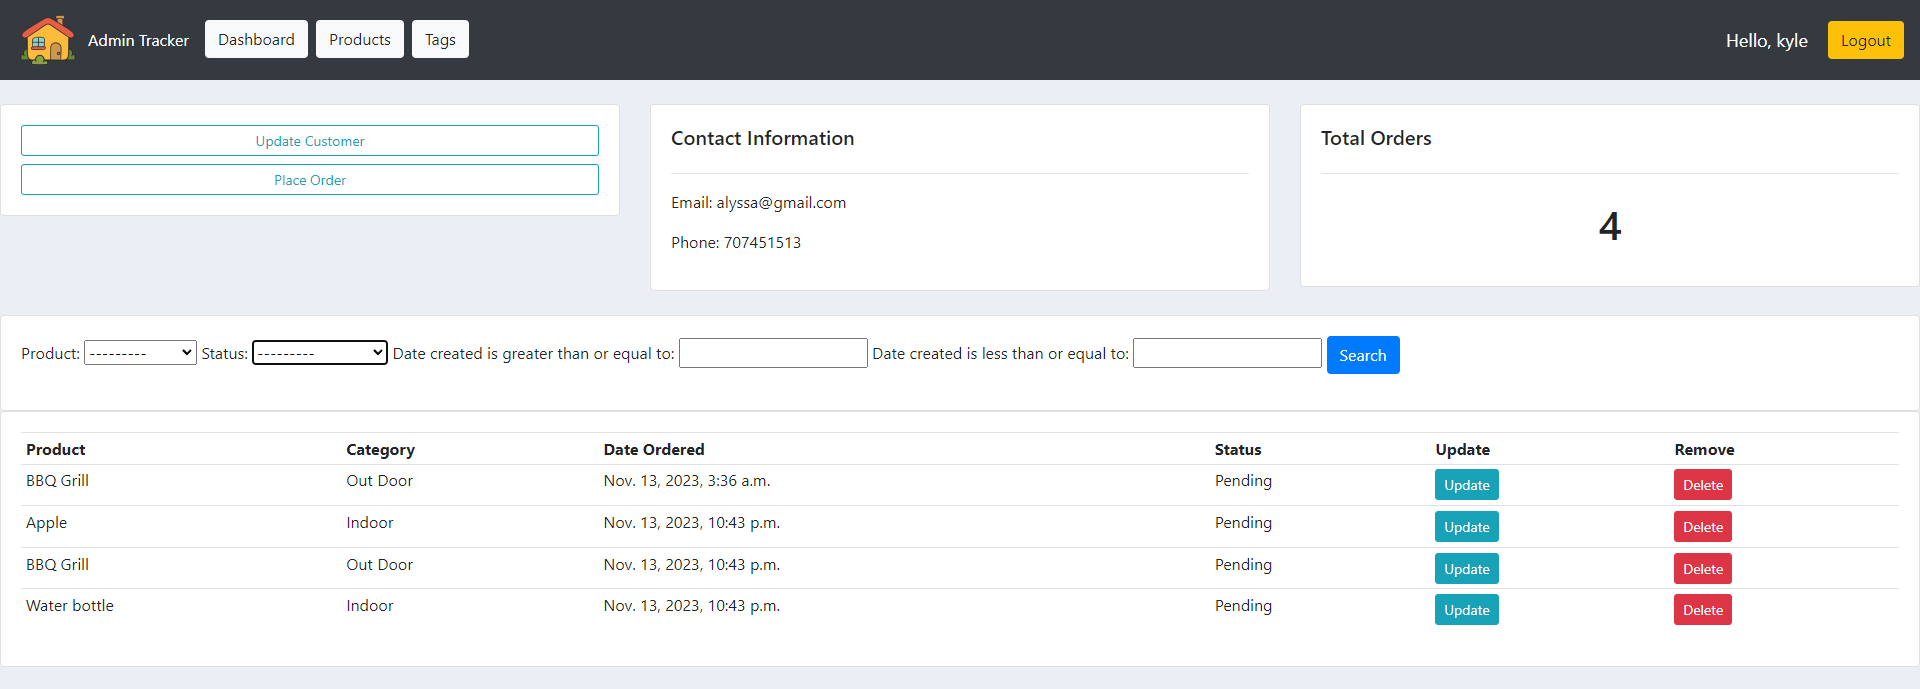 Admin Tracker Dashboard Products Tags Hello, kyle Logout
Update Customer
Place Order
Contact Information
Email: alyssa@gmail.com
Phone: 707451513
Total Orders
4
Product: --------- Status: --------- Date created is greater than or equal to: Date created is less than or equal to: Search
Product Category Date Ordered Status Update Remove
BBQ Grill Out Door Nov. 13, 2023, 3:36 a.m. Pending Update Delete
Apple Indoor Nov. 13, 2023, 10:43 p.m. Pending Update Delete
BBQ Grill Out Door Nov. 13, 2023, 10:43 p.m. Pending Update Delete
Water bottle Indoor Nov. 13, 2023, 10:43 p.m. Pending Update Delete